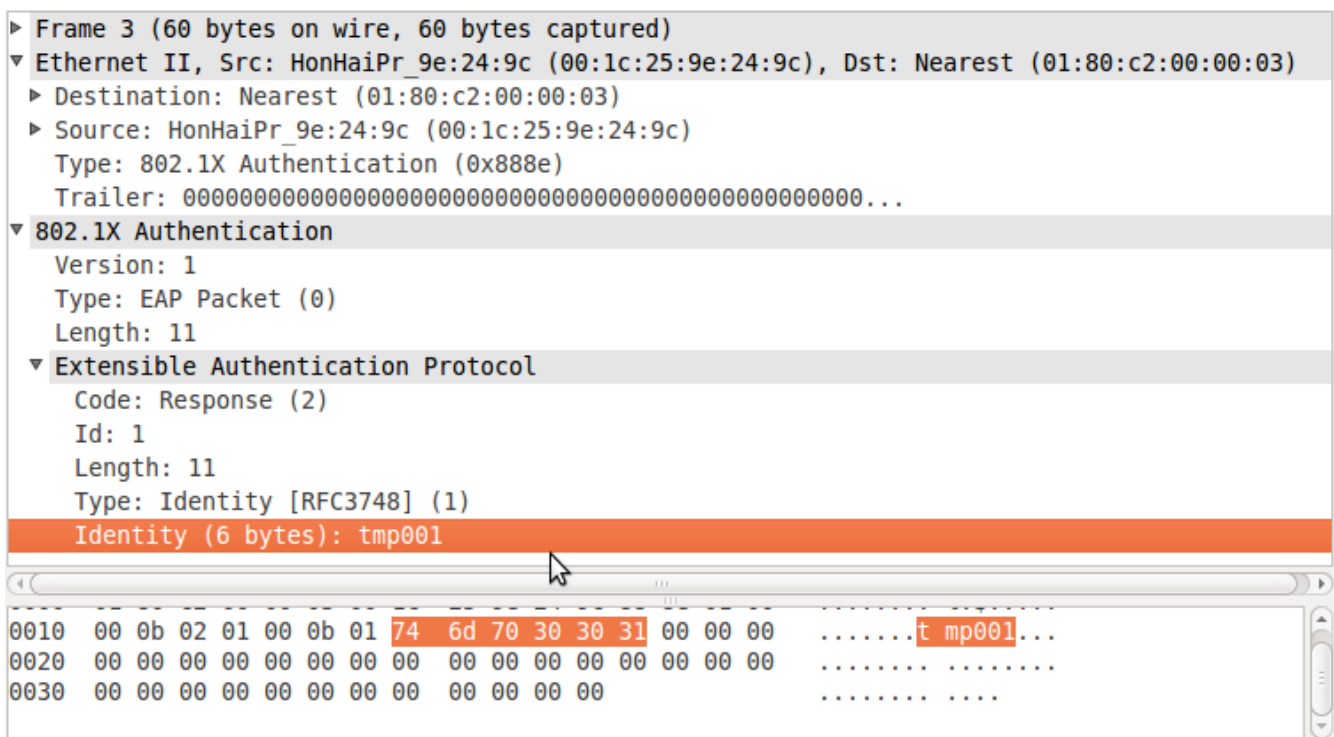 Frame 3 (60 bytes on wire, 60 bytes captured)
Ethernet II, Src: HonHaiPr_9e:24:9c (00:1c:25:9e:24:9c), Dst: Nearest (01:80:c2:00:00:03)
Destination: Nearest (01:80:c2:00:00:03)
Source: HonHaiPr_9e:24:9c (00:1c:25:9e:24:9c)
Type: 802.1X Authentication (0x888e)
Trailer: 000000000000000000000000000000000000000000000000...
802.1X Authentication
Version: 1
Type: EAP Packet (0)
Length: 11
Extensible Authentication Protocol
Code: Response (2)
Id: 1
Length: 11
Type: Identity [RFC3748] (1)
Identity (6 bytes): tmp001
0010 00 0b 02 01 00 0b 01 74 6d 70 30 30 31 00 00 00 .......t mp001...
0020 00 00 00 00 00 00 00 00 00 00 00 00 00 00 00 00 ........ ........
0030 00 00 00 00 00 00 00 00 00 00 00 00 ........ ....